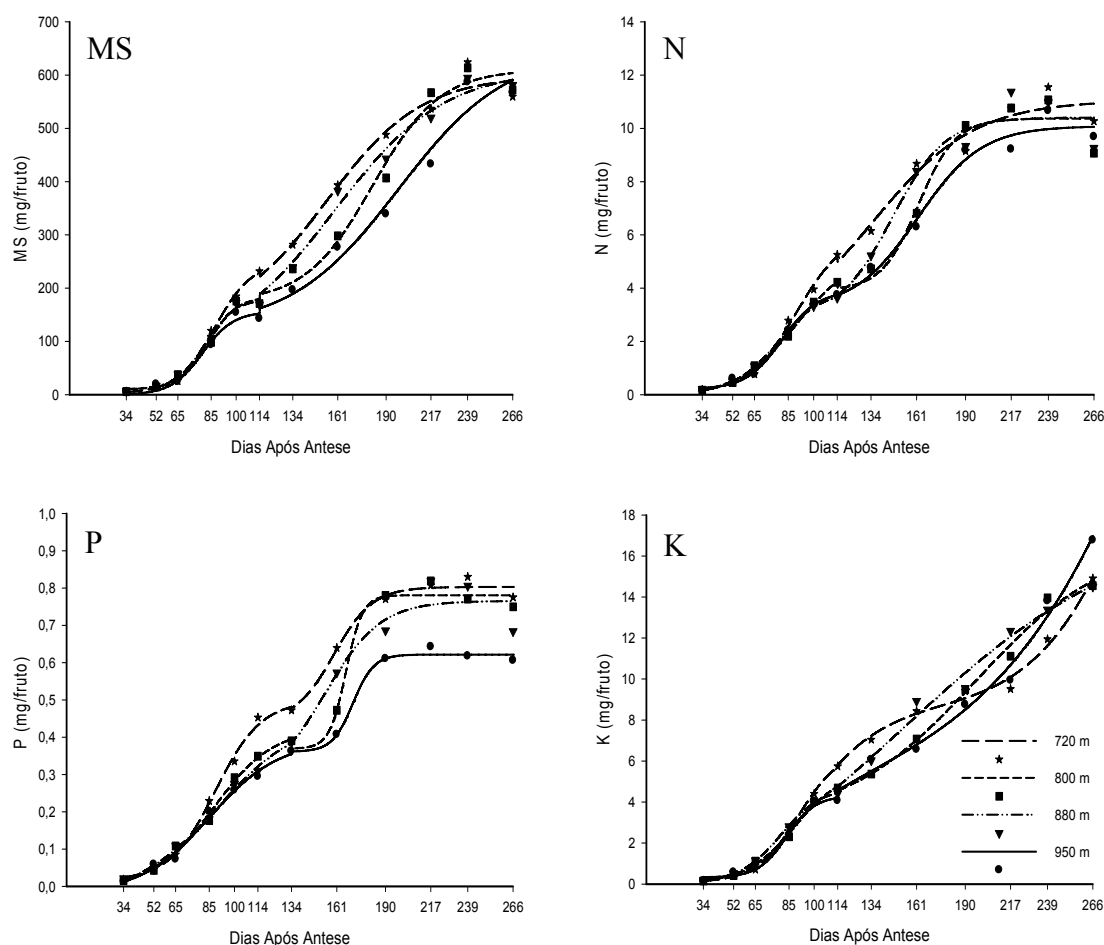 700
600
500
400
300
200
100
0
MS (mg/fruto)
MS
34 52 65 85 100 114 134 161 190 217 239 266
Dias Após Antese
14
12
10
8
6
4
2
0
N (mg/fruto)
N
34 52 65 85 100 114 134 161 190 217 239 266
Dias Após Antese
1,0
0,9
0,8
0,7
0,6
0,5
0,4
0,3
0,2
0,1
0,0
P (mg/fruto)
P
34 52 65 85 100 114 134 161 190 217 239 266
Dias Após Antese
18
16
14
12
10
8
6
4
2
0
K (mg/fruto)
K
720 m
800 m
880 m
950 m
34 52 65 85 100 114 134 161 190 217 239 266
Dias Após Antese